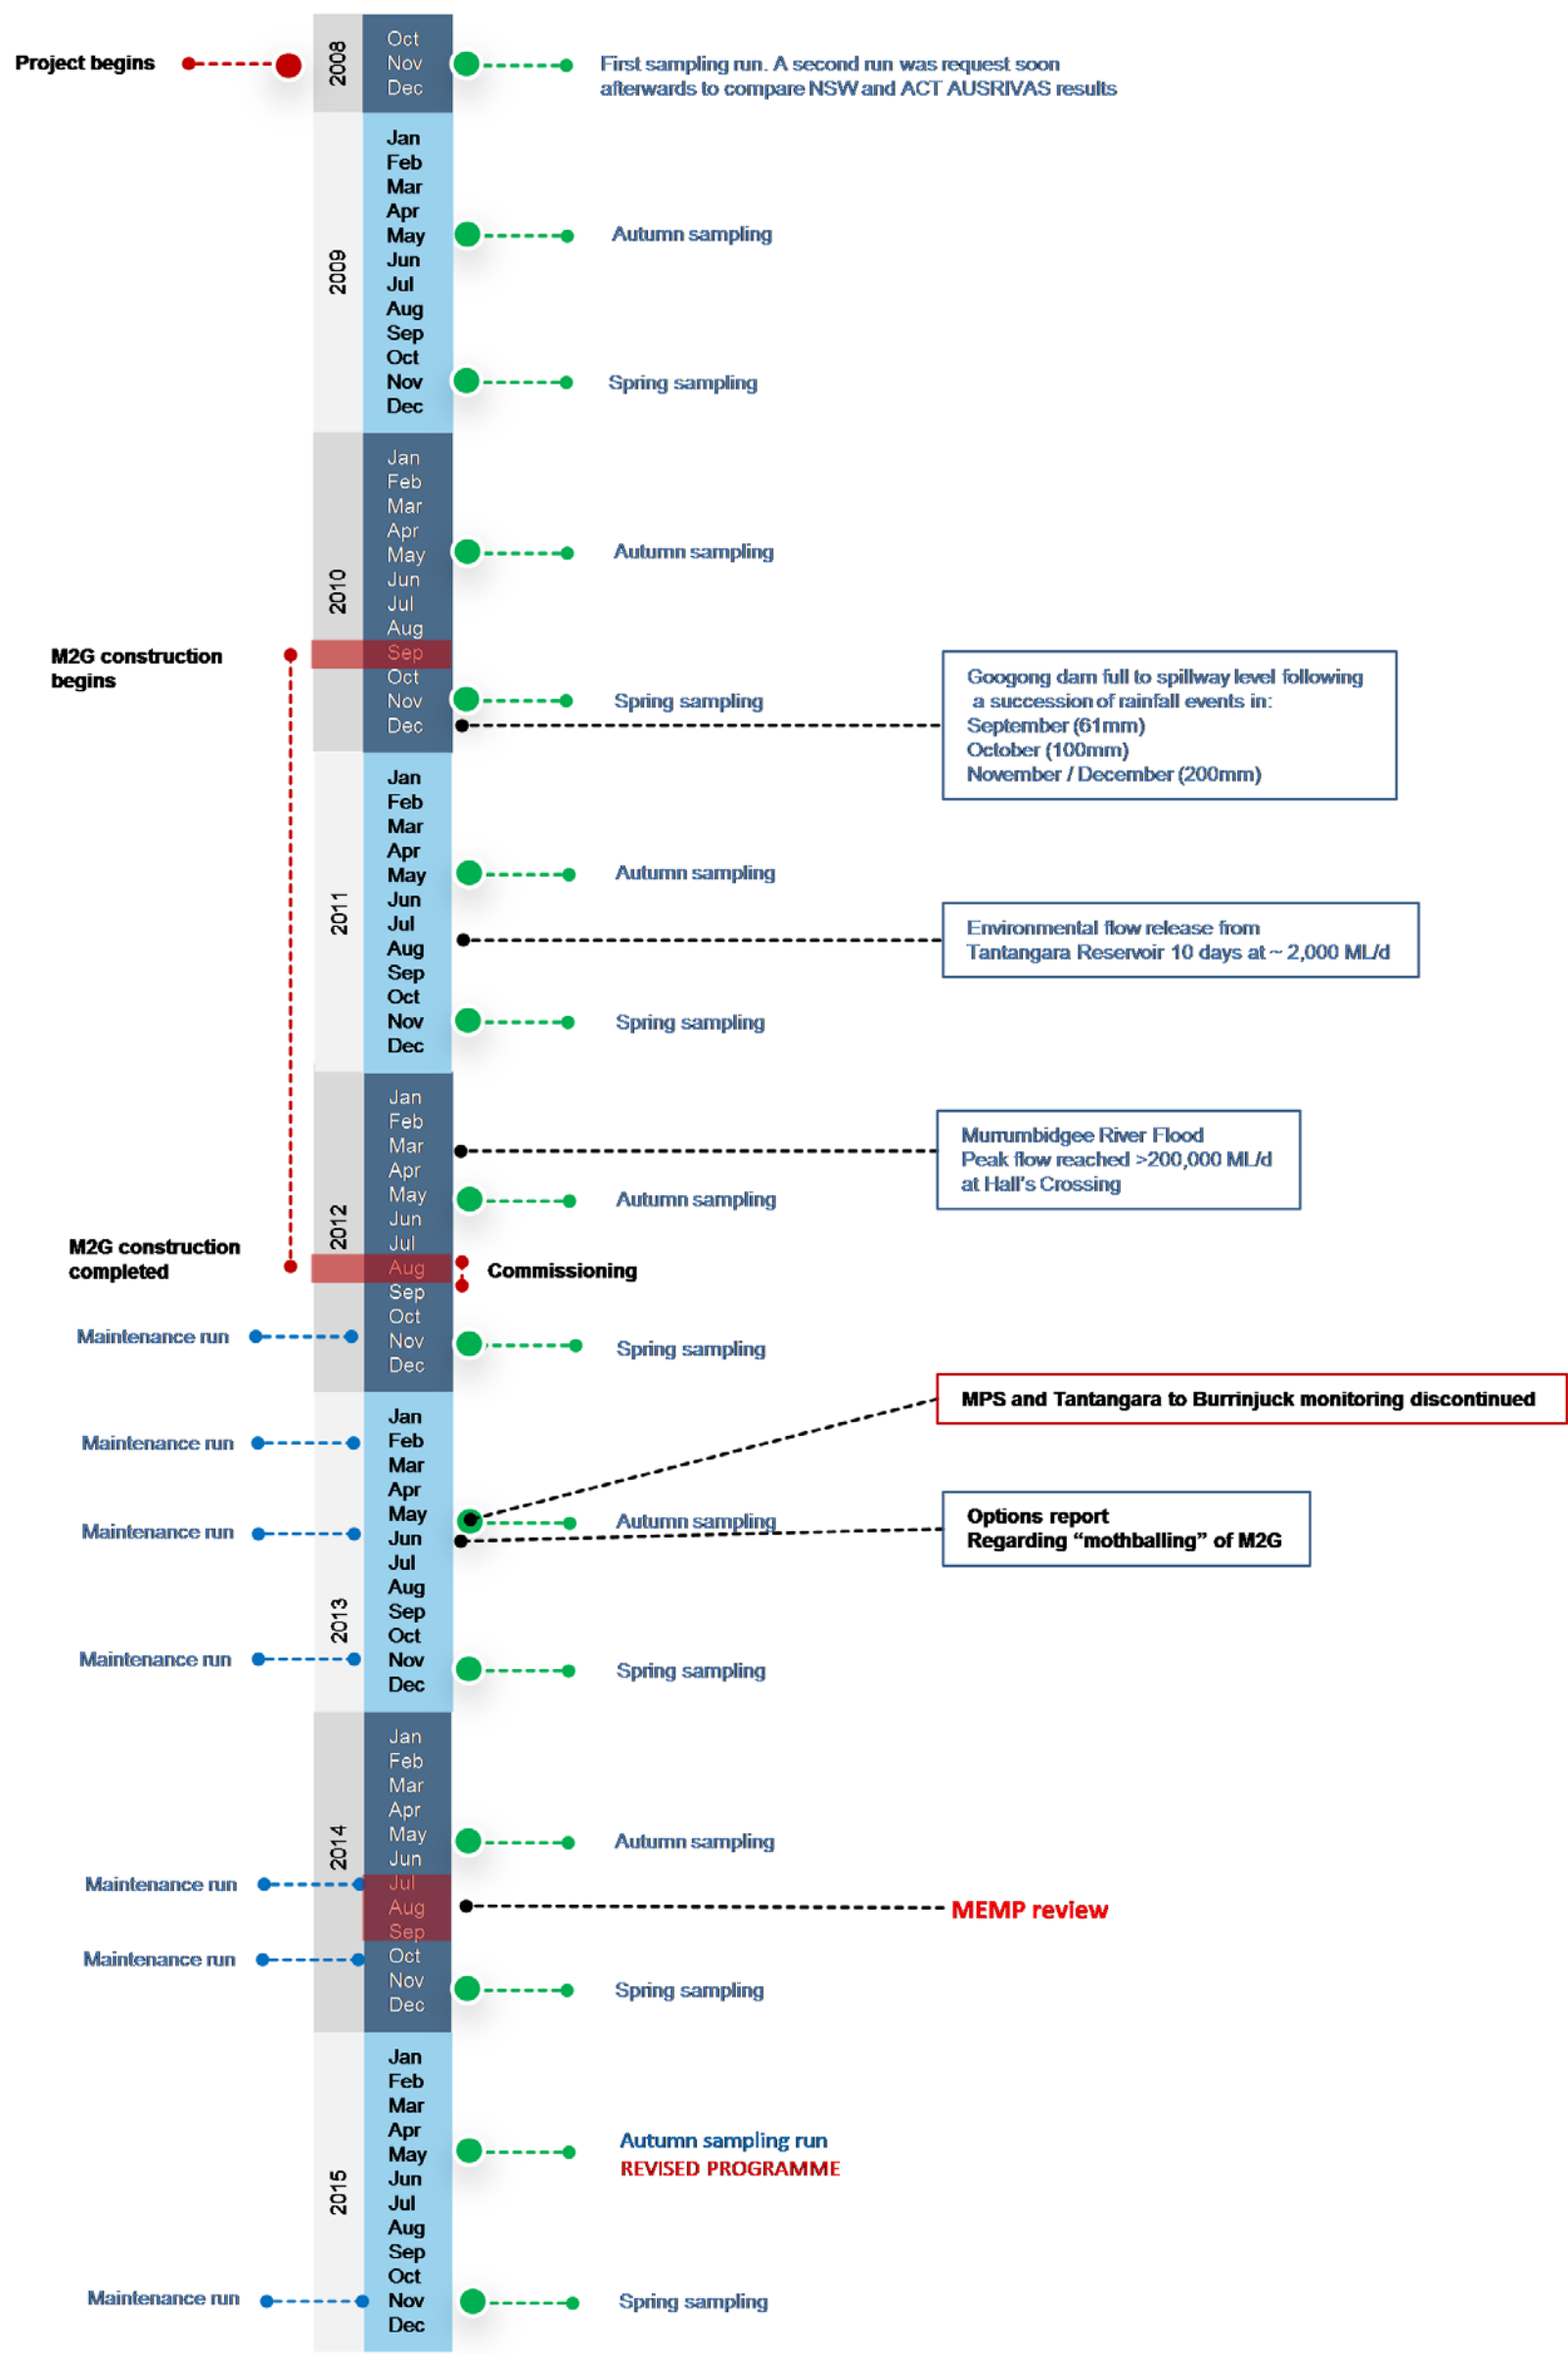 Project begins
2008
Oct
Nov
Dec
First sampling run. A second run was request soon
afterwards to compare NSW and ACT AUSRIVAS results
2009
Jan
Feb
Mar
Apr
May
Jun
Jul
Aug
Sep
Oct
Nov
Dec
Autumn sampling
Spring sampling
2010
Jan
Feb
Mar
Apr
May
Jun
Jul
Aug
Sep
Oct
Nov
Dec
Autumn sampling
M2G construction
begins
Spring sampling
Googong dam full to spillway level following
a succession of rainfall events in:
September (61mm)
October (100mm)
November / December (200mm)
2011
Jan
Feb
Mar
Apr
May
Jun
Jul
Aug
Sep
Oct
Nov
Dec
Autumn sampling
Environmental flow release from
Tantangara Reservoir 10 days at ~ 2,000 ML/d
Spring sampling
2012
Jan
Feb
Mar
Apr
May
Jun
Jul
Aug
Sep
Oct
Nov
Dec
Murrumbidgee River Flood
Peak flow reached >200,000 ML/d
at Hall's Crossing
Autumn sampling
M2G construction
completed
Commissioning
Maintenance run
Spring sampling
2013
Jan
Feb
Mar
Apr
May
Jun
Jul
Aug
Sep
Oct
Nov
Dec
MPS and Tantangara to Burrinjuck monitoring discontinued
Maintenance run
Maintenance run
Autumn sampling
Options report
Regarding “mothballing” of M2G
Maintenance run
Spring sampling
2014
Jan
Feb
Mar
Apr
May
Jun
Jul
Aug
Sep
Oct
Nov
Dec
Autumn sampling
Maintenance run
MEMP review
Maintenance run
Spring sampling
2015
Jan
Feb
Mar
Apr
May
Jun
Jul
Aug
Sep
Oct
Nov
Dec
Autumn sampling run
REVISED PROGRAMME
Maintenance run
Spring sampling